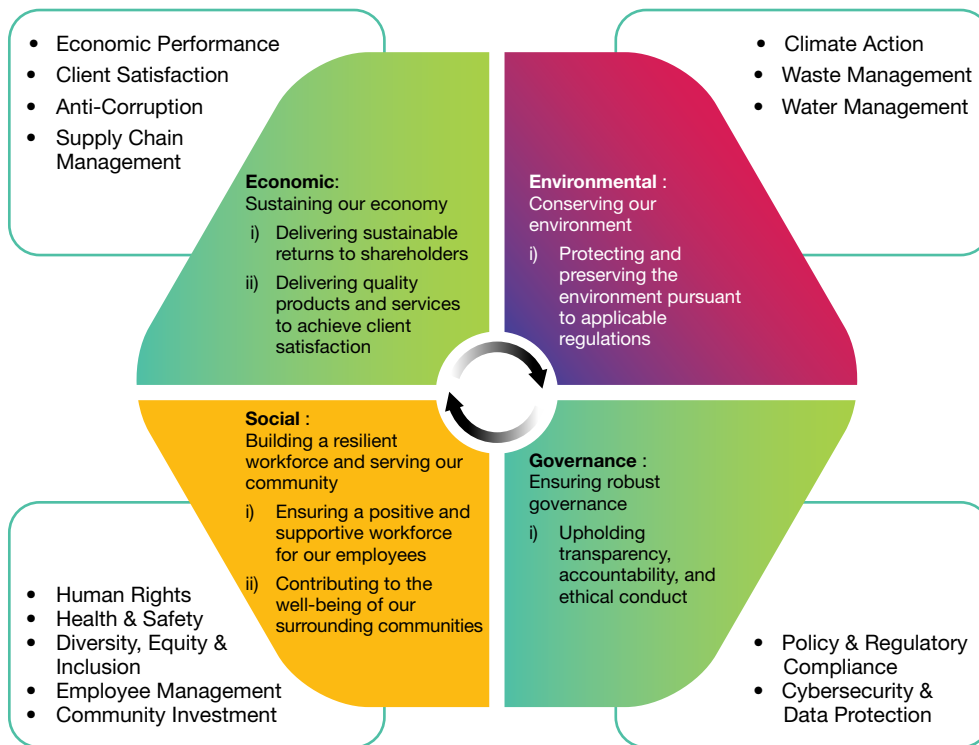 • Economic Performance
• Client Satisfaction
• Anti-Corruption
• Supply Chain
Management
Economic:
Sustaining our economy
i) Delivering sustainable
returns to shareholders
ii) Delivering quality
products and services
to achieve client
satisfaction
• Climate Action
• Waste Management
• Water Management
Environmental :
Conserving our
environment
i) Protecting and
preserving the
environment pursuant
to applicable
regulations
Social :
Building a resilient
workforce and serving our
community
i) Ensuring a positive and
supportive workforce
for our employees
ii) Contributing to the
well-being of our
surrounding communities
• Human Rights
• Health & Safety
• Diversity, Equity &
Inclusion
• Employee Management
• Community Investment
Governance :
Ensuring robust
governance
i) Upholding
transparency,
accountability, and
ethical conduct
• Policy & Regulatory
Compliance
• Cybersecurity &
Data Protection